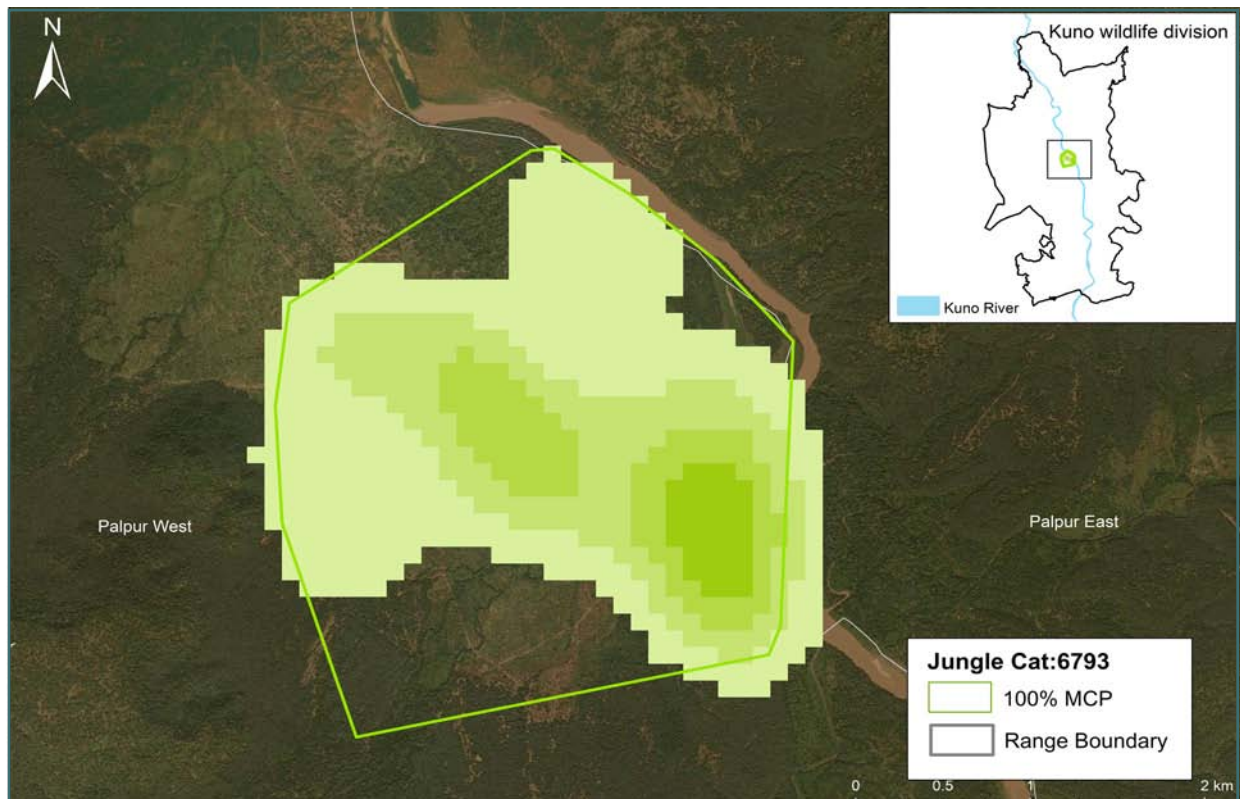 N
Kuno wildlife division
Kuno River
Palpur West
Palpur East
Jungle Cat:6793
100% MCP
Range Boundary
0 0.5 1 2 km